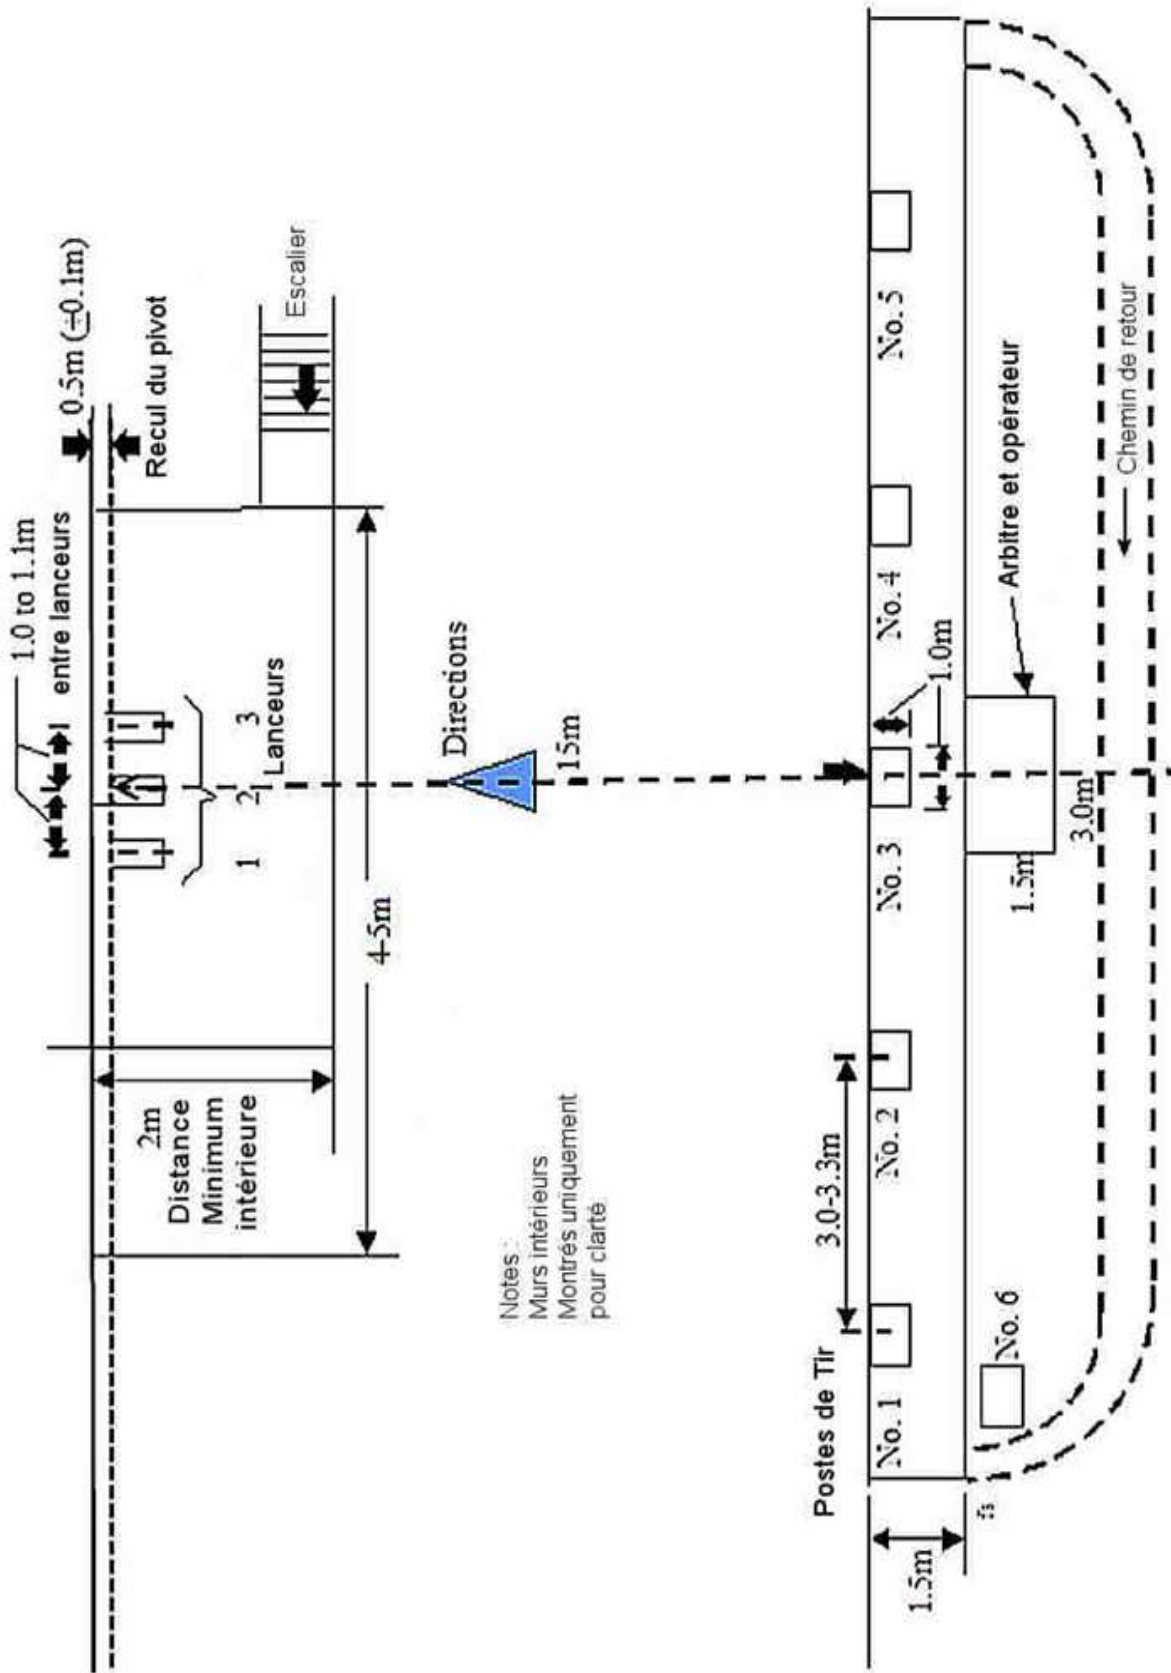 1.0 to 1.1m
entre lanceurs
0.5m (±0.1m)
Recul du pivot
1
2
3
Lanceurs
Escalier
2m
Distance
Minimum
intérieure
4-5m
Directions
15m
Notes :
Murs intérieurs
Montrés uniquement
pour clarté
Postes de Tir
3.0-3.3m
No. 1
No. 2
No. 3
No. 4
No. 5
1.0m
1.5m
No. 6
1.5m
3.0m
Arbitre et opérateur
Chemin de retour